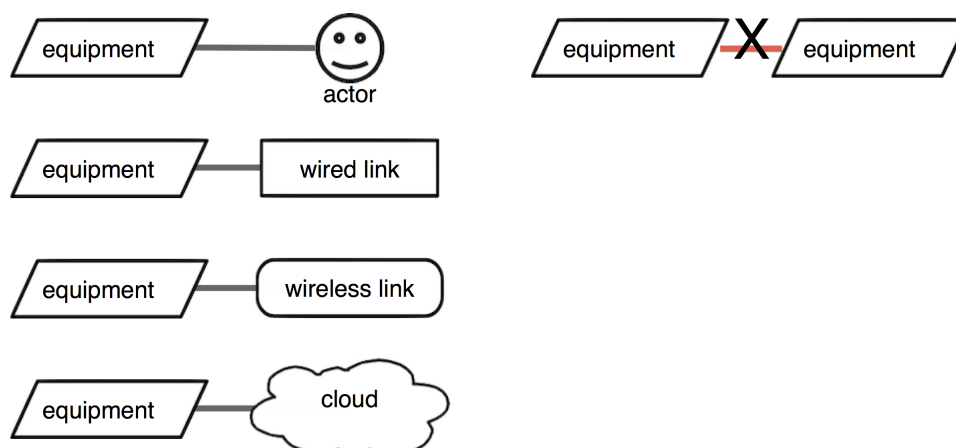 equipment
actor
equipment X equipment
equipment wired link
equipment wireless link
equipment cloud